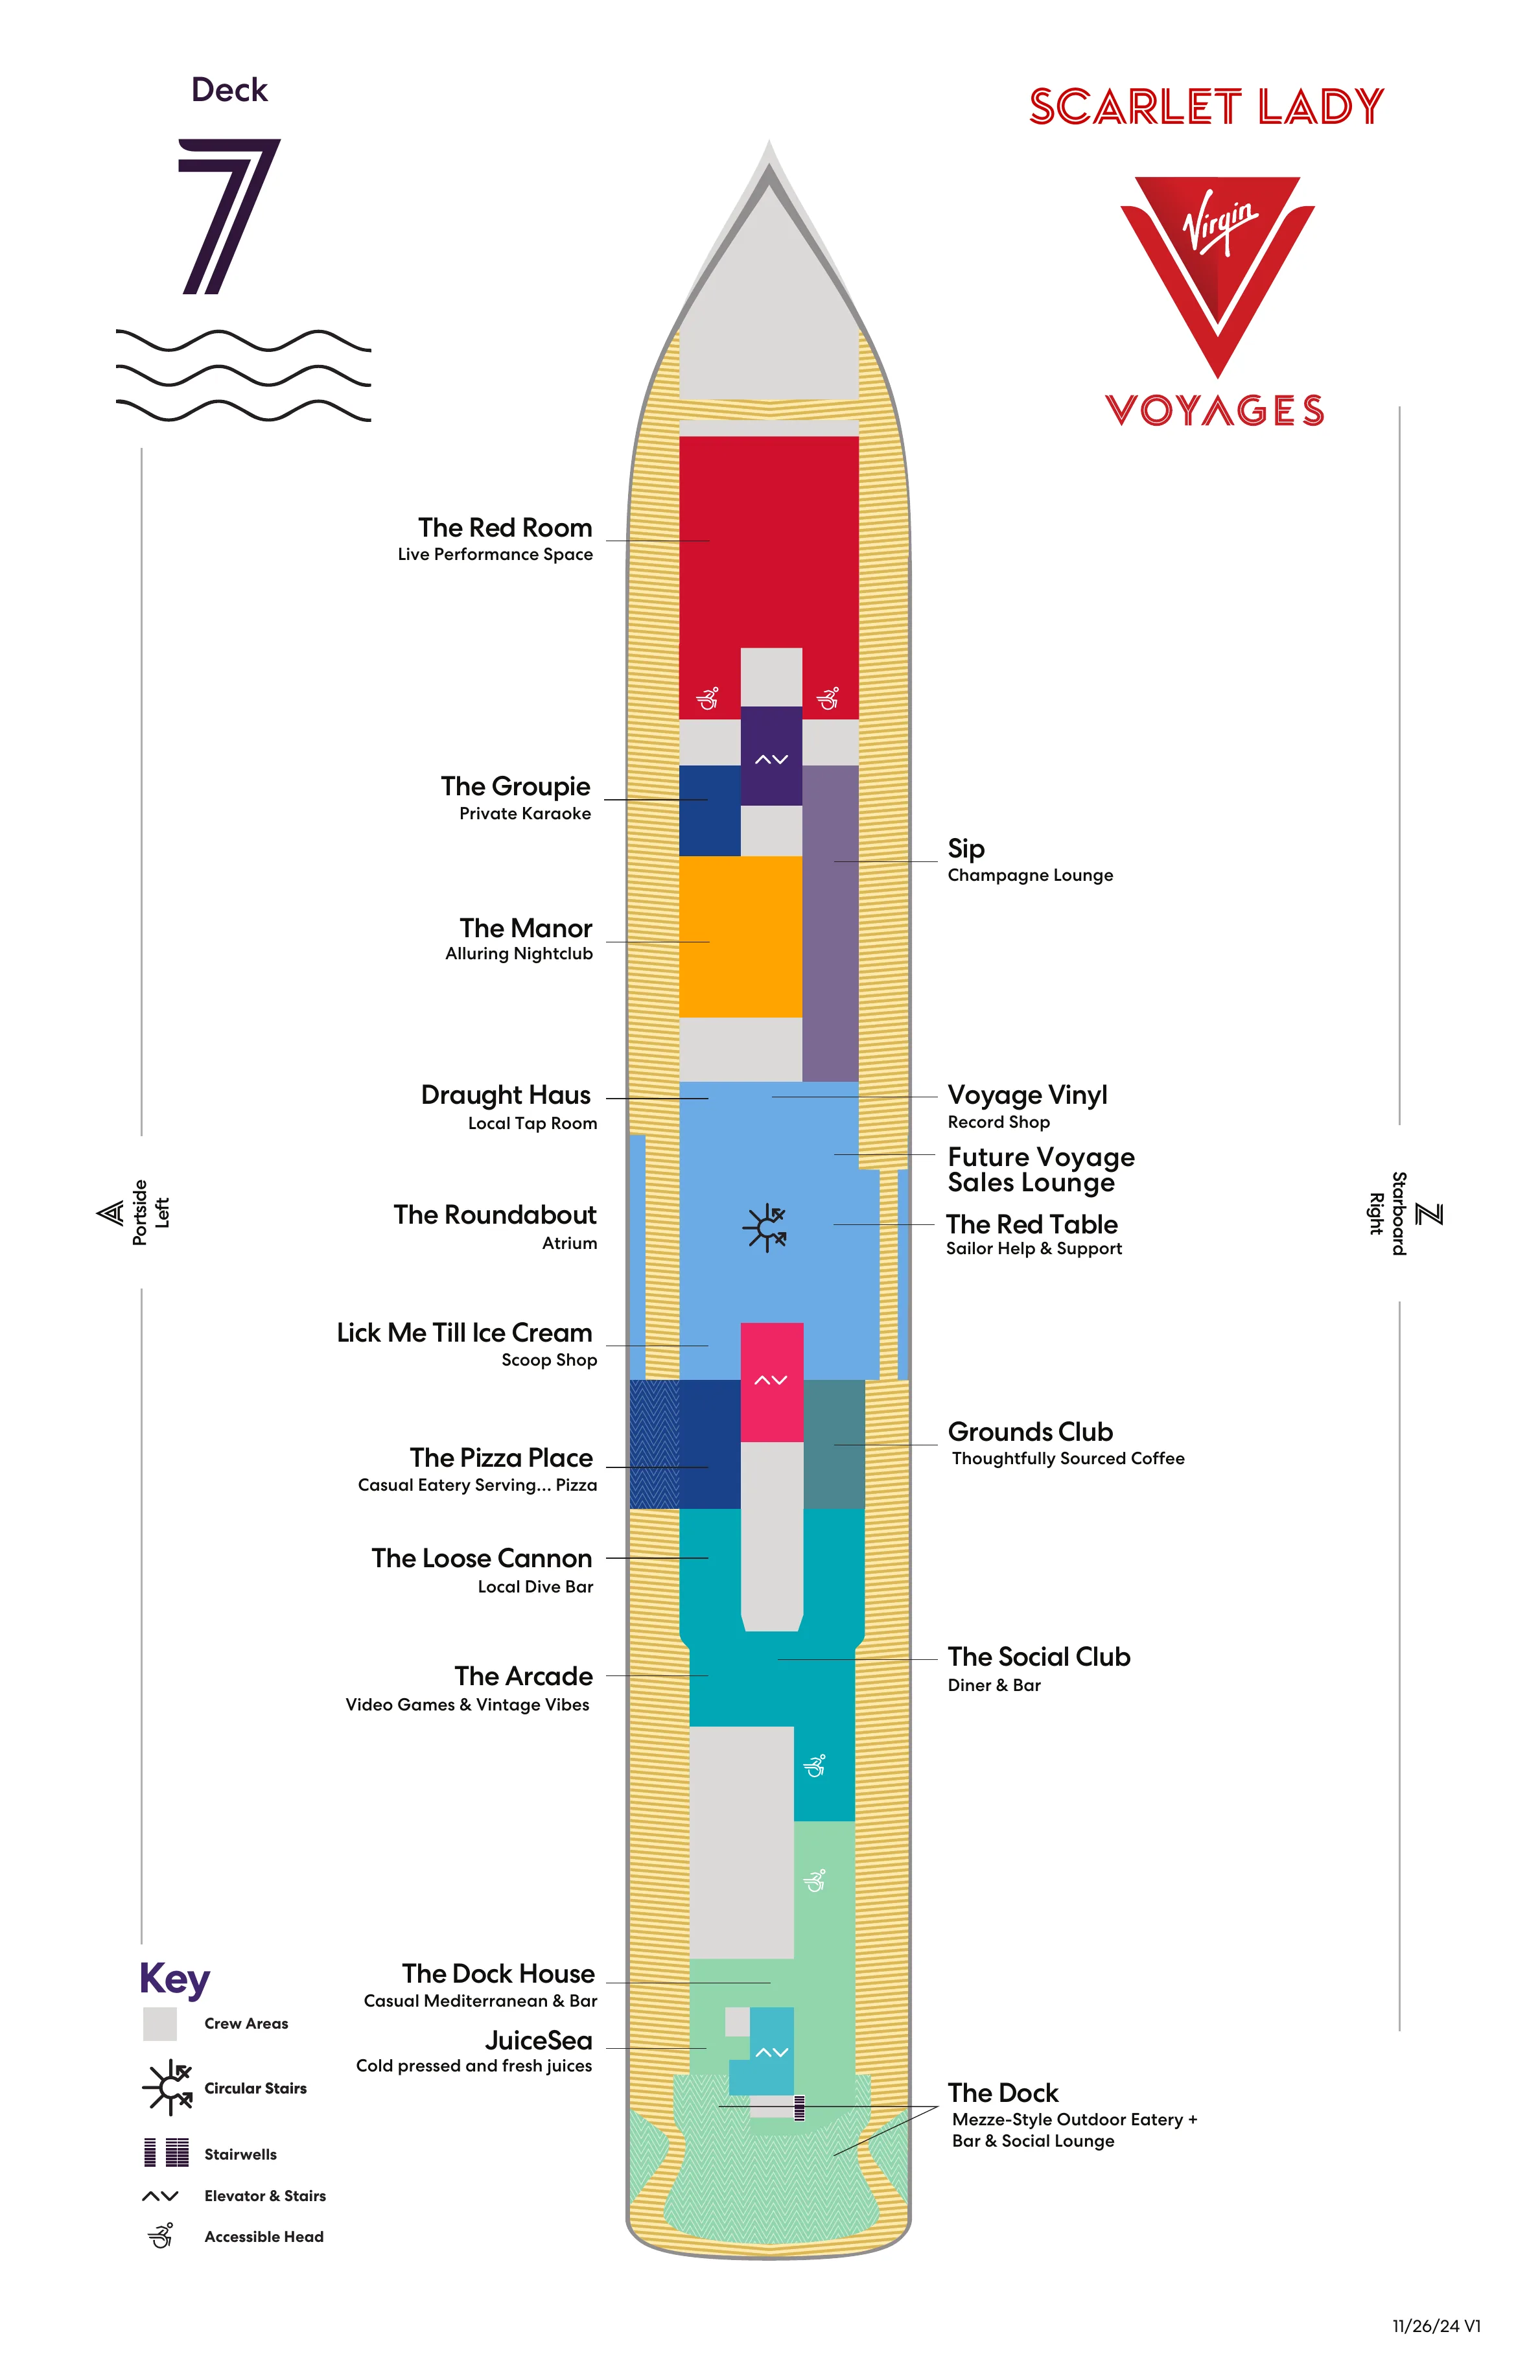 Deck
7
SCARLET LADY
Virgin
VOYAGES
The Red Room
Live Performance Space
The Groupie
Private Karaoke
Sip
Champagne Lounge
The Manor
Alluring Nightclub
Draught Haus
Local Tap Room
Voyage Vinyl
Record Shop
Future Voyage
Sales Lounge
Portside
Left
The Roundabout
Atrium
The Red Table
Sailor Help & Support
Starboard
Right
Lick Me Till Ice Cream
Scoop Shop
Grounds Club
Thoughtfully Sourced Coffee
The Pizza Place
Casual Eatery Serving... Pizza
The Loose Cannon
Local Dive Bar
The Social Club
Diner & Bar
The Arcade
Video Games & Vintage Vibes
The Dock House
Casual Mediterranean & Bar
JuiceSea
Cold pressed and fresh juices
The Dock
Mezze-Style Outdoor Eatery +
Bar & Social Lounge
Key
Crew Areas
Circular Stairs
Stairwells
Elevator & Stairs
Accessible Head
11/26/24 V1